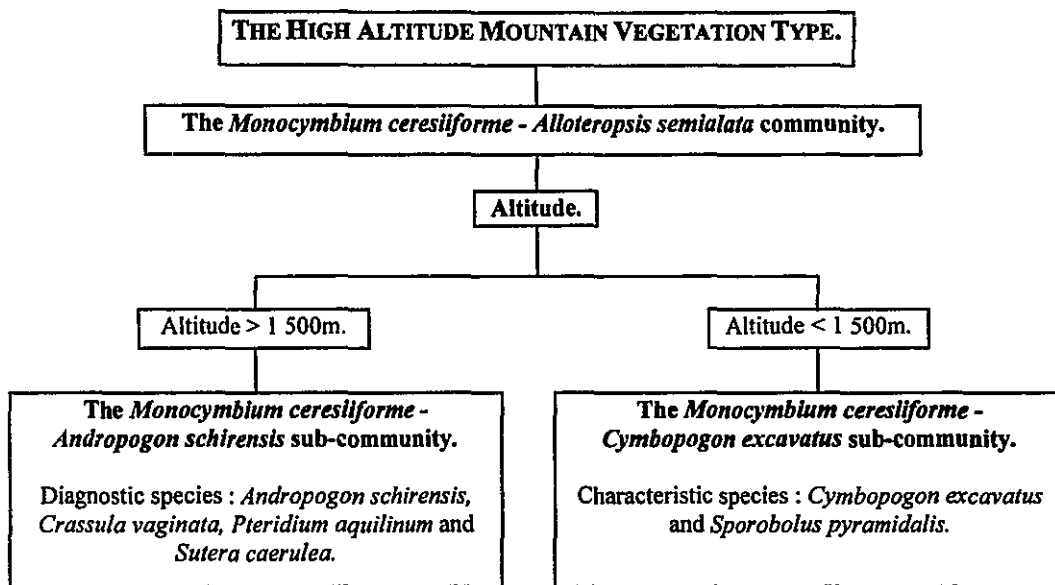 THE HIGH ALTITUDE MOUNTAIN VEGETATION TYPE.
The Monocymbium ceresiiforme - Alloteropsis semialata community.
Altitude.
Altitude > 1 500m.
Altitude < 1 500m.
The Monocymbium ceresiiforme -
Andropogon schirensis sub-community.
Diagnostic species : Andropogon schirensis,
Crassula vaginata, Pteridium aquilinum and
Sutera caerulea.
The Monocymbium ceresiiforme -
Cymbopogon excavatus sub-community.
Characteristic species : Cymbopogon excavatus
and Sporobolus pyramidalis.